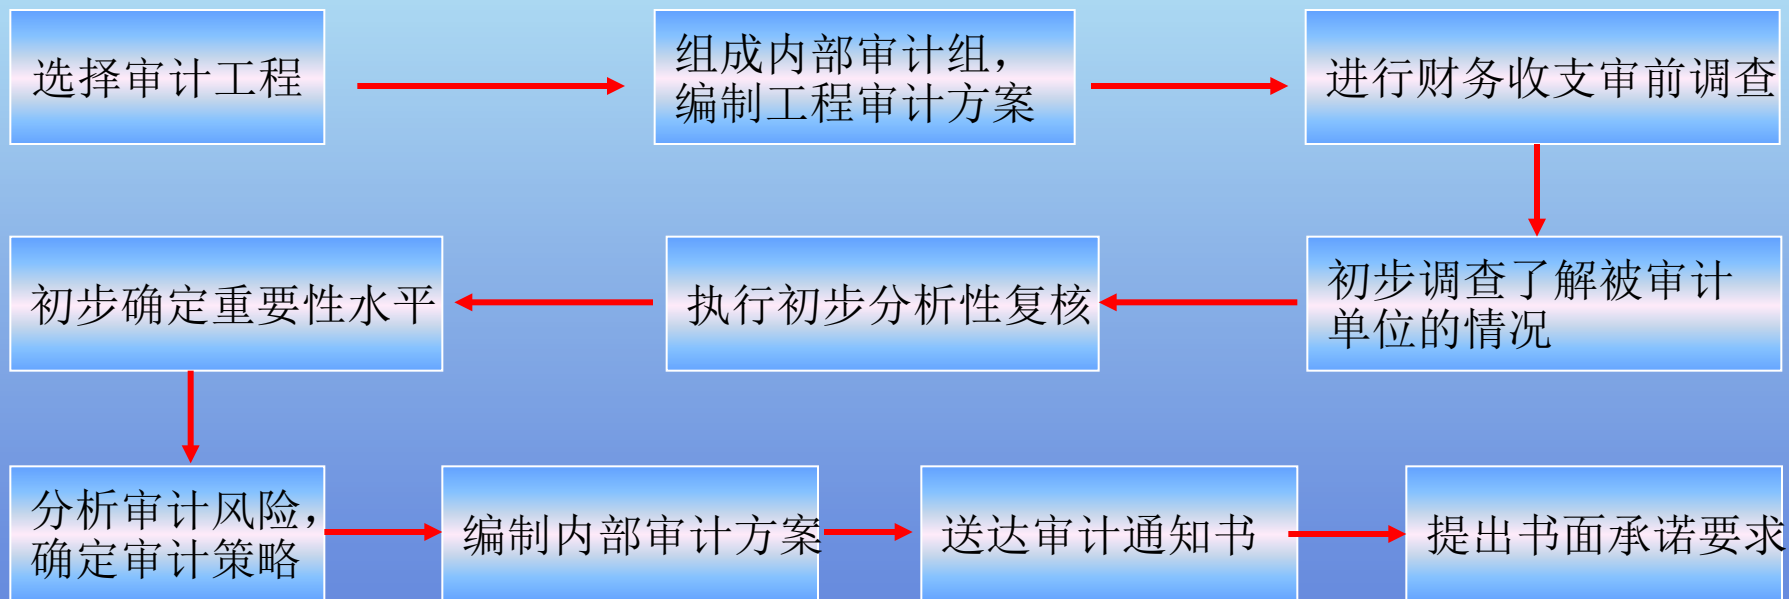 选择审计工程
组成内部审计组，
编制工程审计方案
进行财务收支审前调查
初步确定重要性水平
执行初步分析性复核
初步调查了解被审计
单位的情况
分析审计风险，
确定审计策略
编制内部审计方案
送达审计通知书
提出书面承诺要求